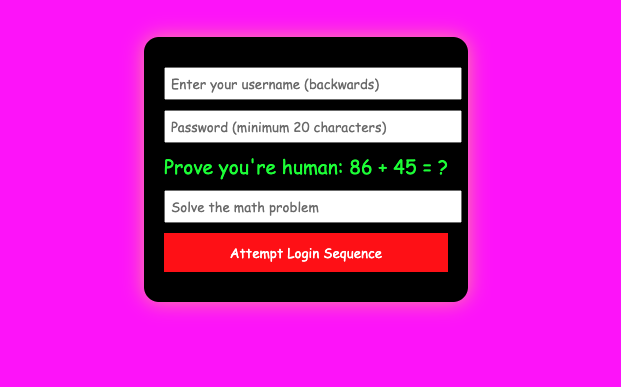 Enter your username (backwards)
Password (minimum 20 characters)
Prove you're human: 86 + 45 = ?
Solve the math problem
Attempt Login Sequence